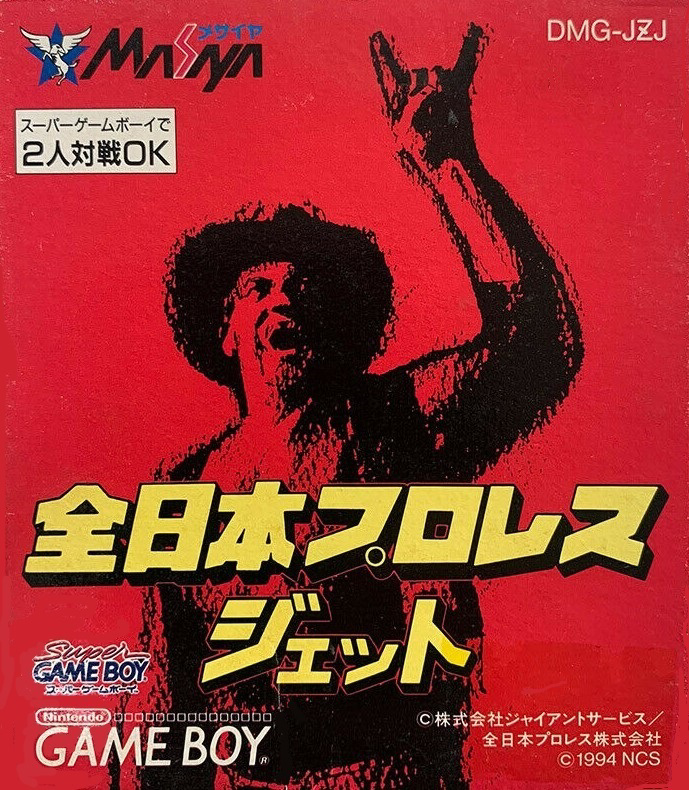 MASAYA
メサイヤ
DMG-JZJ
スーパーゲームボーイで
2人対戦OK
全日本プロレス
ジェット
Super
GAME BOY
スーパーゲームボーイ
Nintendo
GAME BOY®
©株式会社ジャイアントサービス/
全日本プロレス株式会社
©1994 NCS